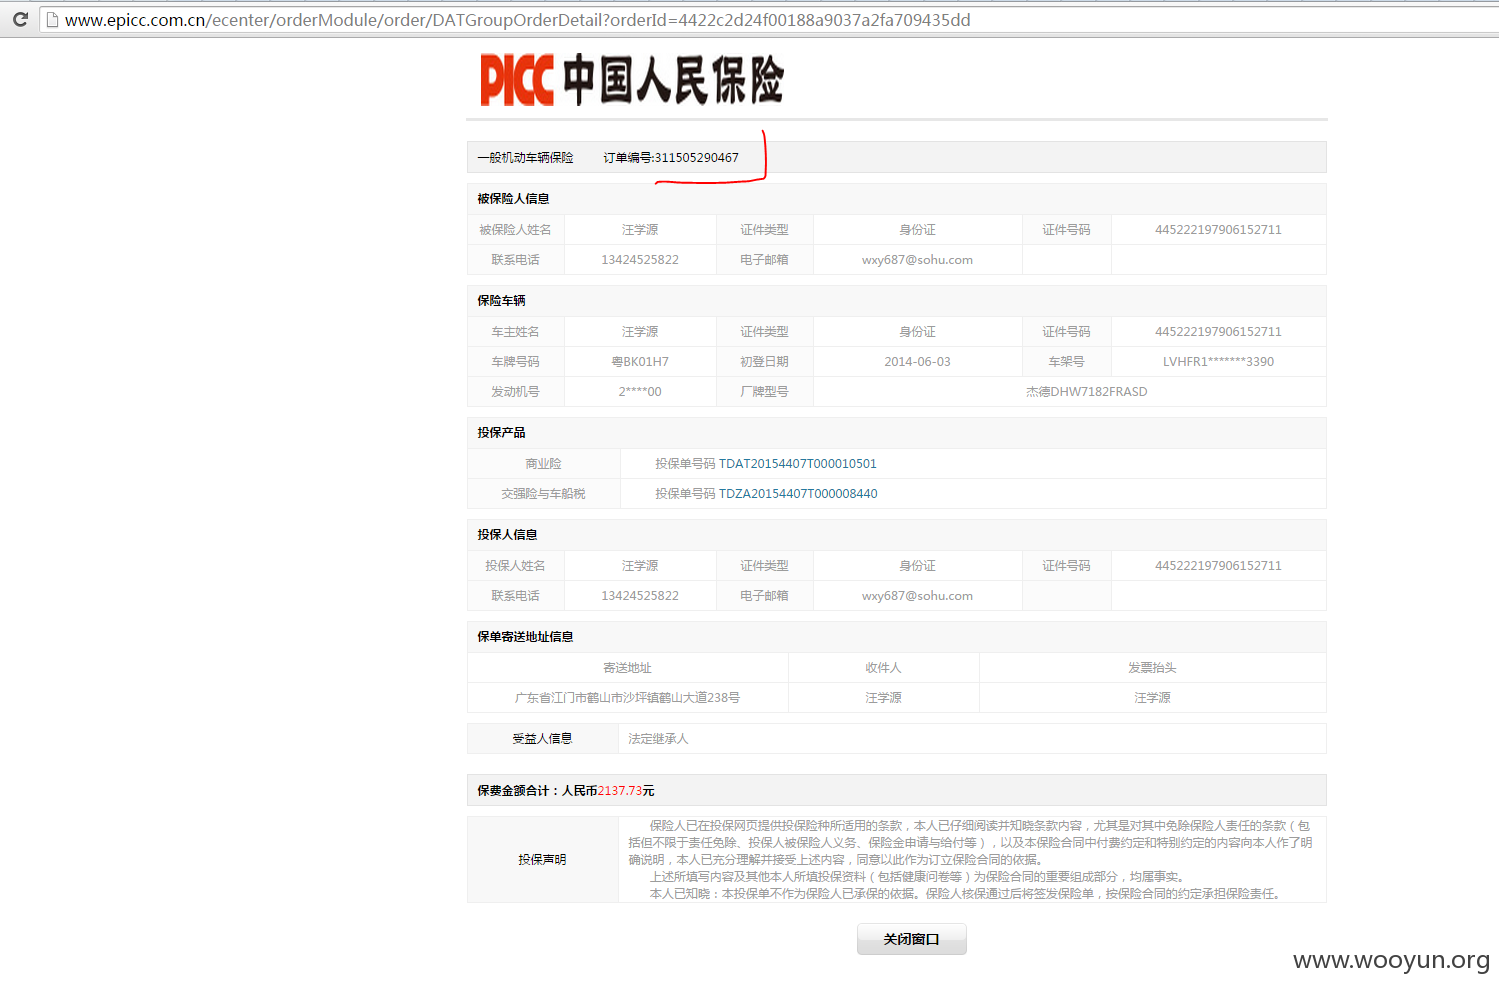 www.epicc.com.cn/ecenter/orderModule/order/DATGroupOrderDetail?orderId=4422c2d24f00188a9037a2fa709435dd
PICC 中国人民保险
一般机动车辆保险 订单编号:311505290467
被保险人信息
被保险人姓名 汪学源 证件类型 身份证 证件号码 445222197906152711
联系电话 13424525822 电子邮箱 wxy687@sohu.com
保险车辆
车主姓名 汪学源 证件类型 身份证 证件号码 445222197906152711
车牌号码 粤BK01H7 初登日期 2014-06-03 车架号 LVHFR1*******3390
发动机号 2****00 厂牌型号 杰德DHW7182FRASD
投保产品
商业险 投保单号码 TDAT20154407T000010501
交强险与车船税 投保单号码 TDZA20154407T000008440
投保人信息
投保人姓名 汪学源 证件类型 身份证 证件号码 445222197906152711
联系电话 13424525822 电子邮箱 wxy687@sohu.com
保单寄送地址信息
寄送地址 收件人 发票抬头
广东省江门市鹤山市沙坪镇鹤山大道238号 汪学源 汪学源
受益人信息 法定继承人
保费金额合计：人民币2137.73元
投保声明
保险人已在投保网页提供投保险种所适用的条款，本人已仔细阅读并知晓条款内容，尤其是对其中免除保险人责任的条款（包
括但不限于责任免除、投保人被保险人义务、保险金申请与给付等），以及本保险合同中付费约定和特别约定的内容向本人作了明
确说明，本人已充分理解并接受上述内容，同意以此作为订立保险合同的依据。
上述所填写内容及其他本人所填投保资料（包括健康问卷等）为保险合同的重要组成部分，均属事实。
本人已知晓：本投保单不作为保险人已承保的依据。保险人核保通过后将签发保险单，按保险合同的约定承担保险责任。
关闭窗口
www.wooyun.org